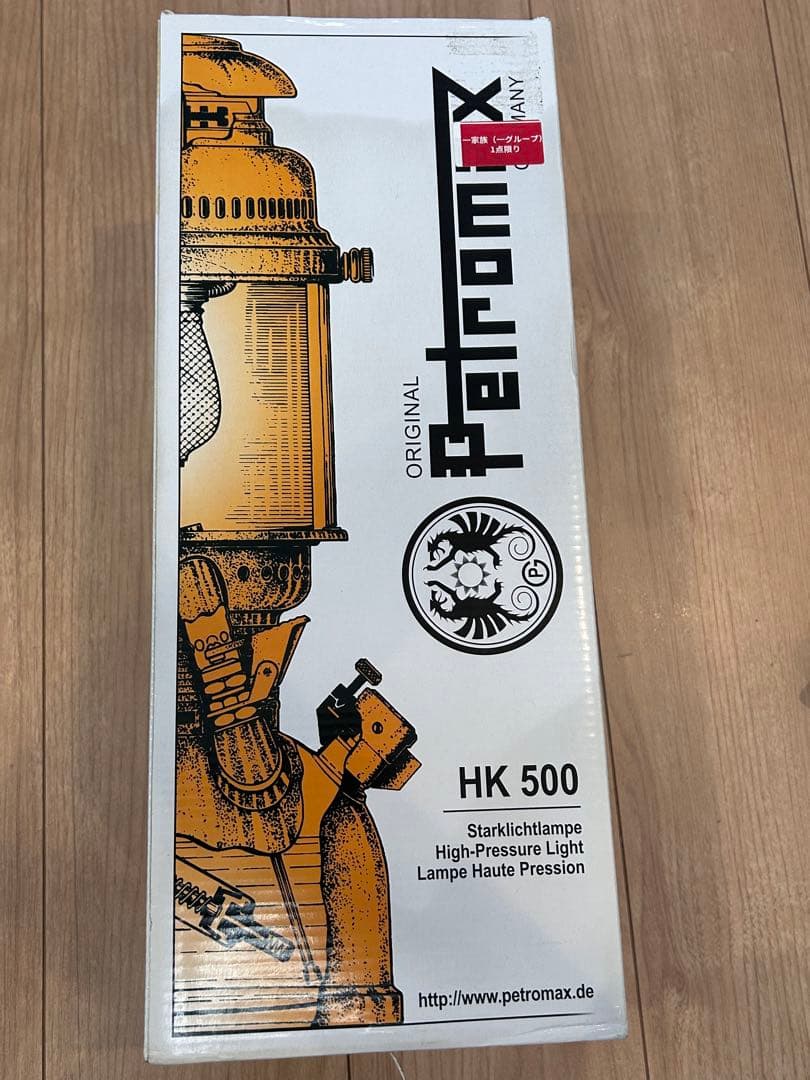 ORIGINAL
Petromax
MANY
一家族(一グループ)
1点限り
HK 500
Starklichtlampe
High-Pressure Light
Lampe Haute Pression
http://www.petromax.de